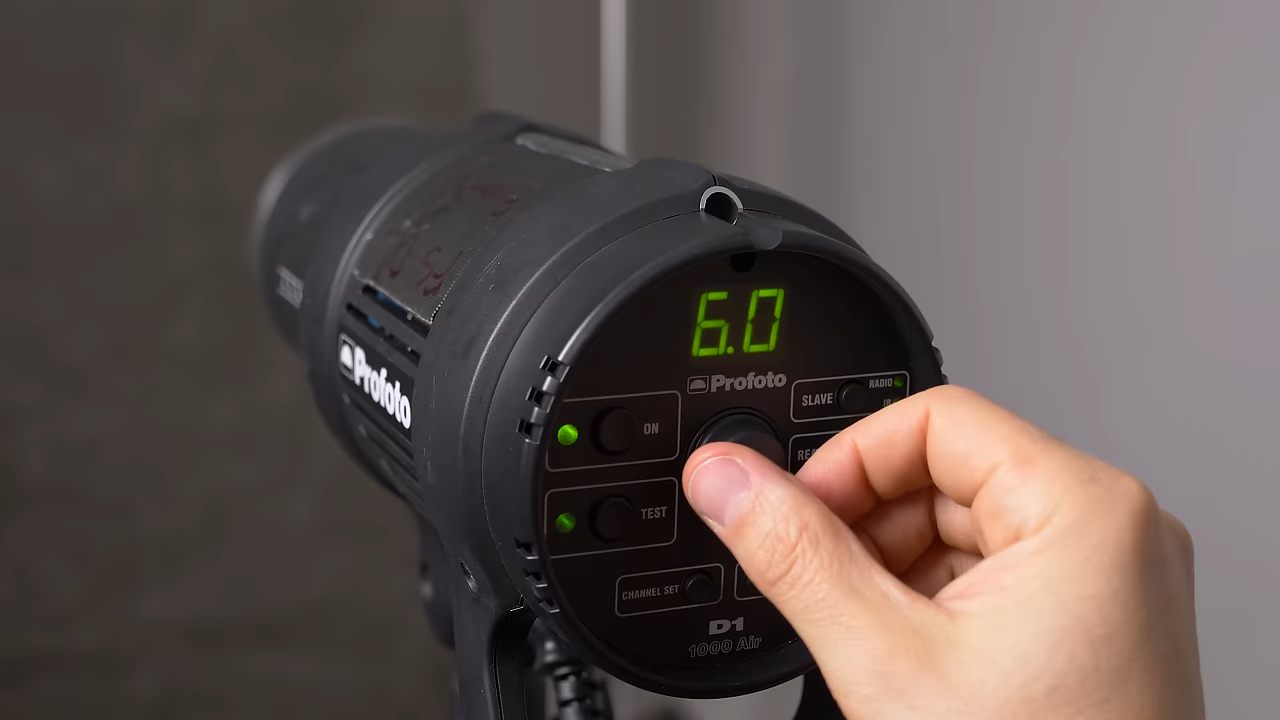 6.0
Profoto
Profoto
SLAVE
RADIO
ON
TEST
CHANNEL SET
D1
1000 Air